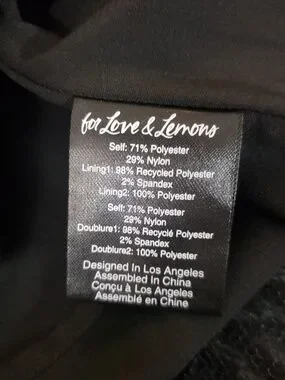 for Love & Lemons
Self: 71% Polyester
29% Nylon
Lining1: 98% Recycled Polyester
2% Spandex
Lining2: 100% Polyester
Self: 71% Polyester
29% Nylon
Doublure1: 98% Recyclé Polyester
2% Spandex
Doublure2: 100% Polyester
Designed In Los Angeles
Assembled In China
Conçu à Los Angeles
Assemblé en Chine